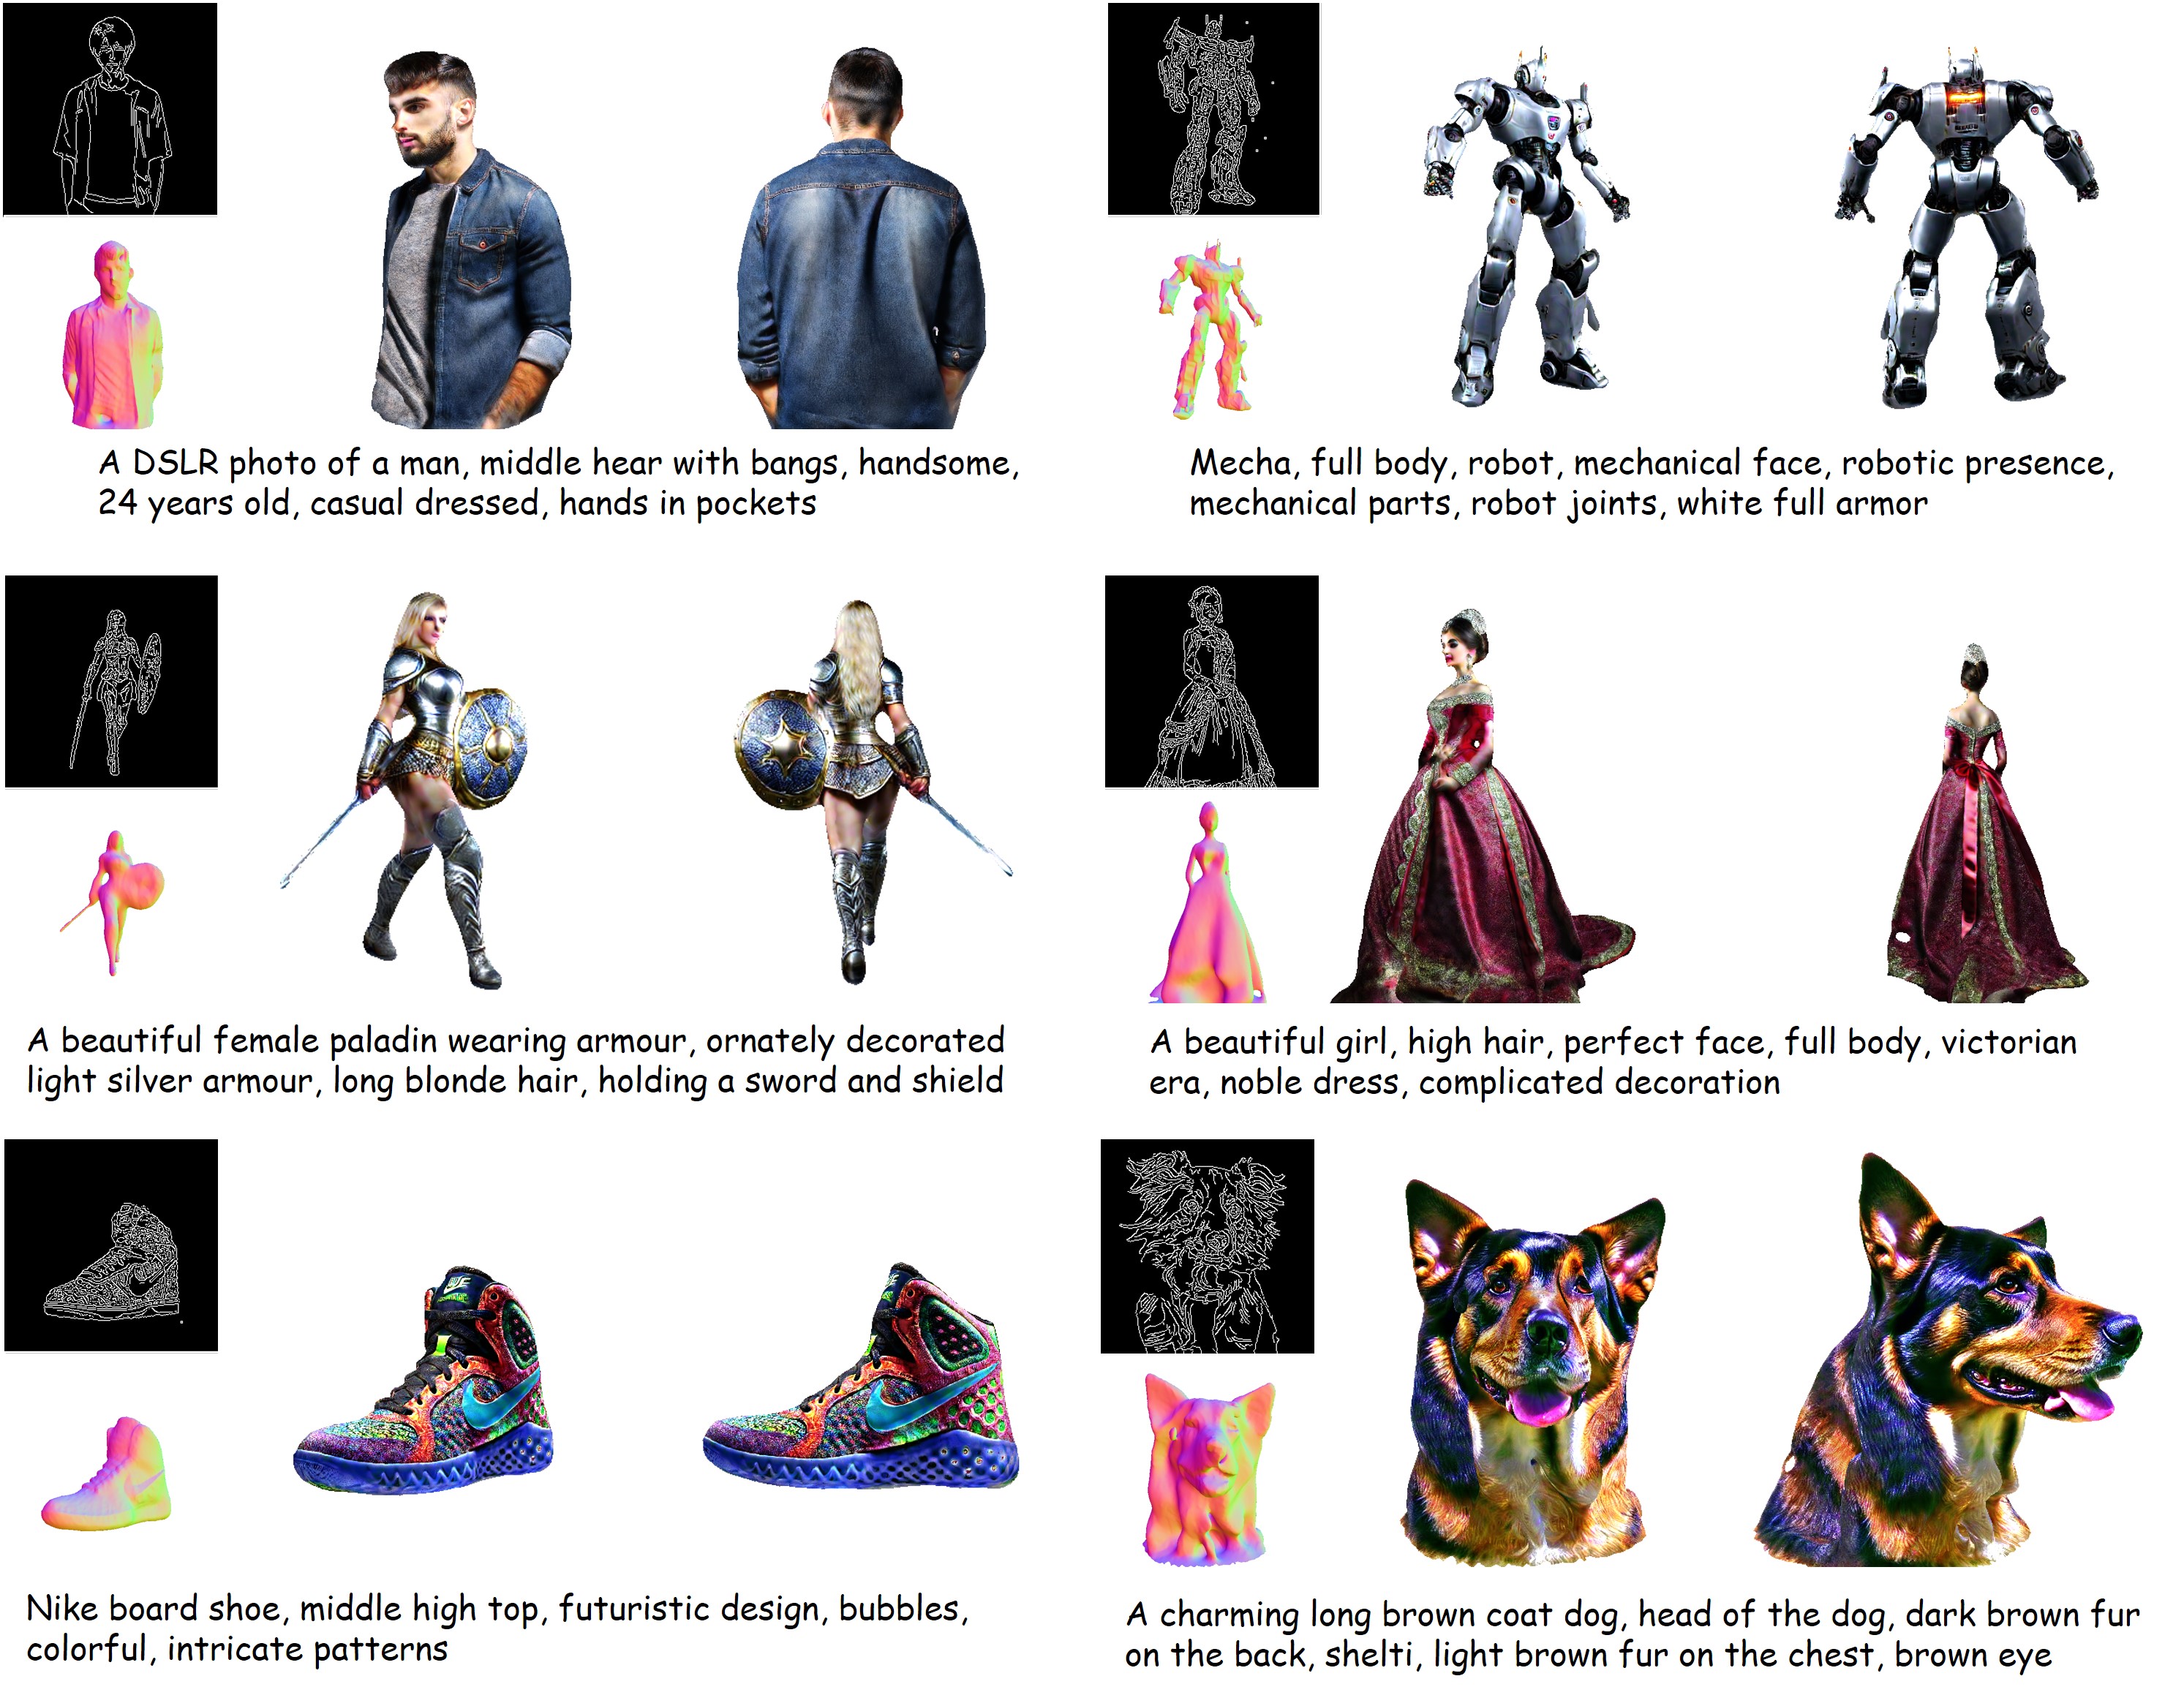 A DSLR photo of a man, middle hear with bangs, handsome,
24 years old, casual dressed, hands in pockets
Mecha, full body, robot, mechanical face, robotic presence,
mechanical parts, robot joints, white full armor
A beautiful female paladin wearing armour, ornately decorated
light silver armour, long blonde hair, holding a sword and shield
A beautiful girl, high hair, perfect face, full body, victorian
era, noble dress, complicated decoration
Nike board shoe, middle high top, futuristic design, bubbles,
colorful, intricate patterns
A charming long brown coat dog, head of the dog, dark brown fur
on the back, shelti, light brown fur on the chest, brown eye